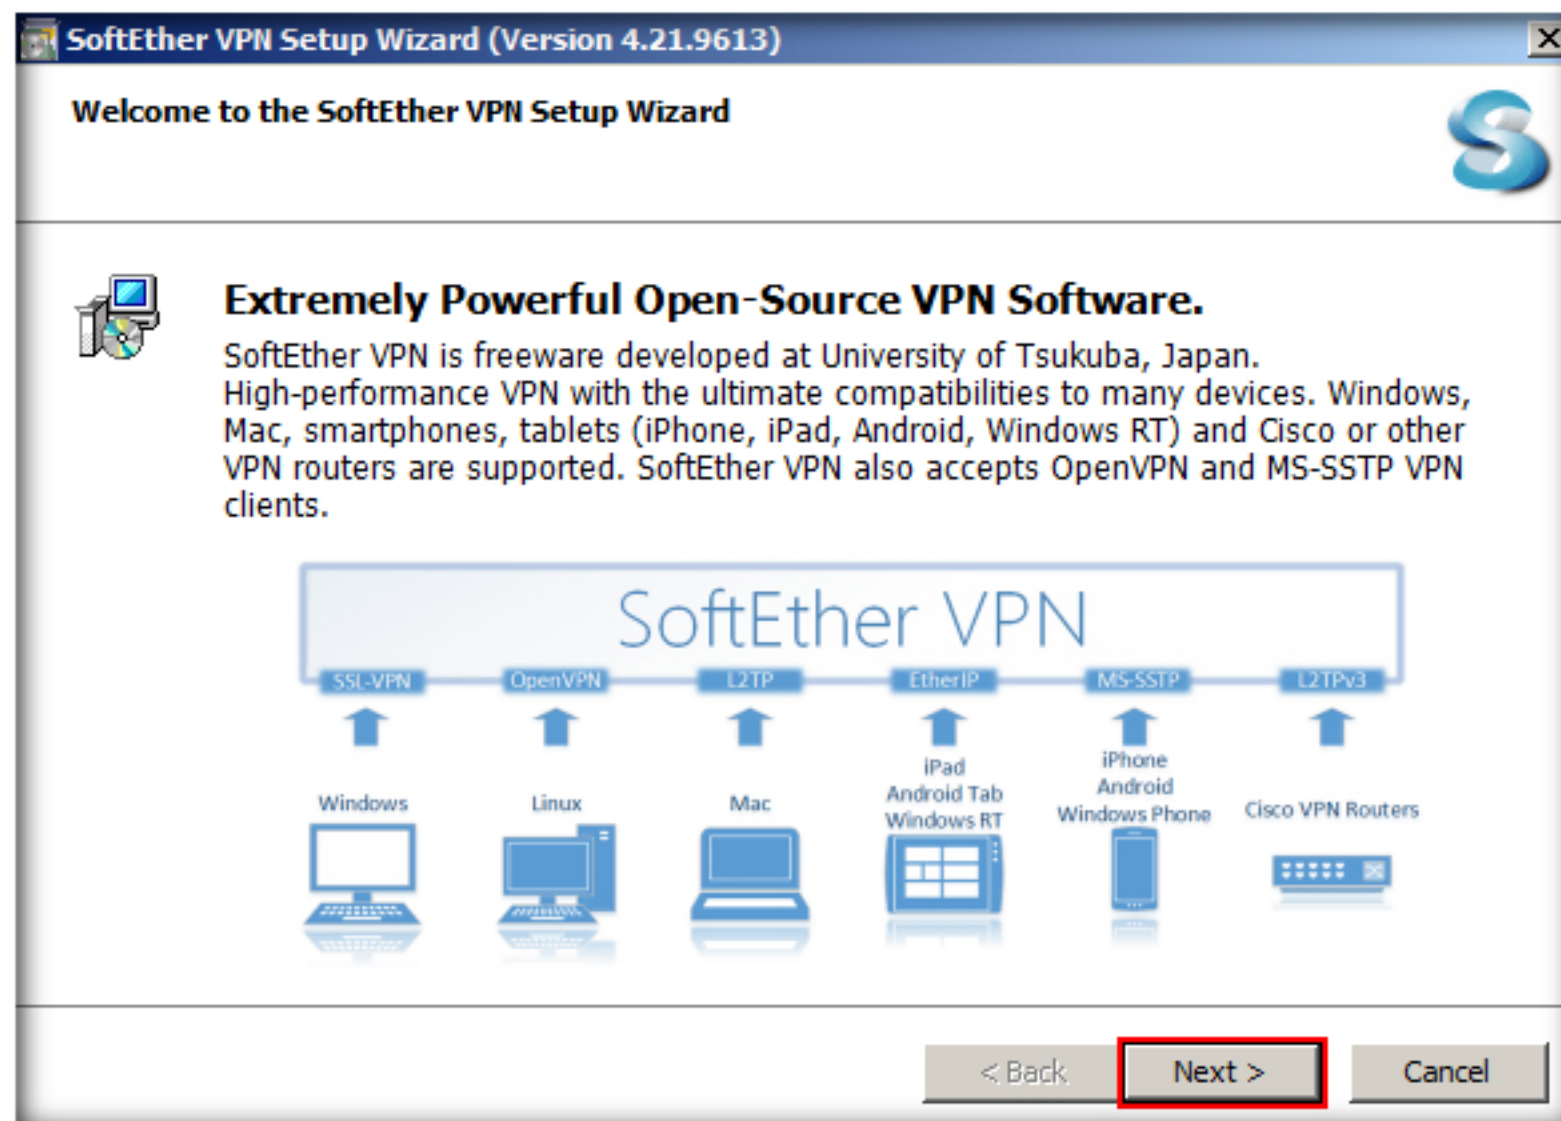 SoftEther VPN Setup Wizard (Version 4.21.9613)
Welcome to the SoftEther VPN Setup Wizard
Extremely Powerful Open-Source VPN Software.
SoftEther VPN is freeware developed at University of Tsukuba, Japan.
High-performance VPN with the ultimate compatibilities to many devices. Windows,
Mac, smartphones, tablets (iPhone, iPad, Android, Windows RT) and Cisco or other
VPN routers are supported. SoftEther VPN also accepts OpenVPN and MS-SSTP VPN
clients.
SoftEther VPN
SSL-VPN OpenVPN L2TP EtherIP MS-SSTP L2TPv3
Windows
Linux
Mac
iPad
Android Tab
Windows RT
iPhone
Android
Windows Phone
Cisco VPN Routers
< Back Next > Cancel